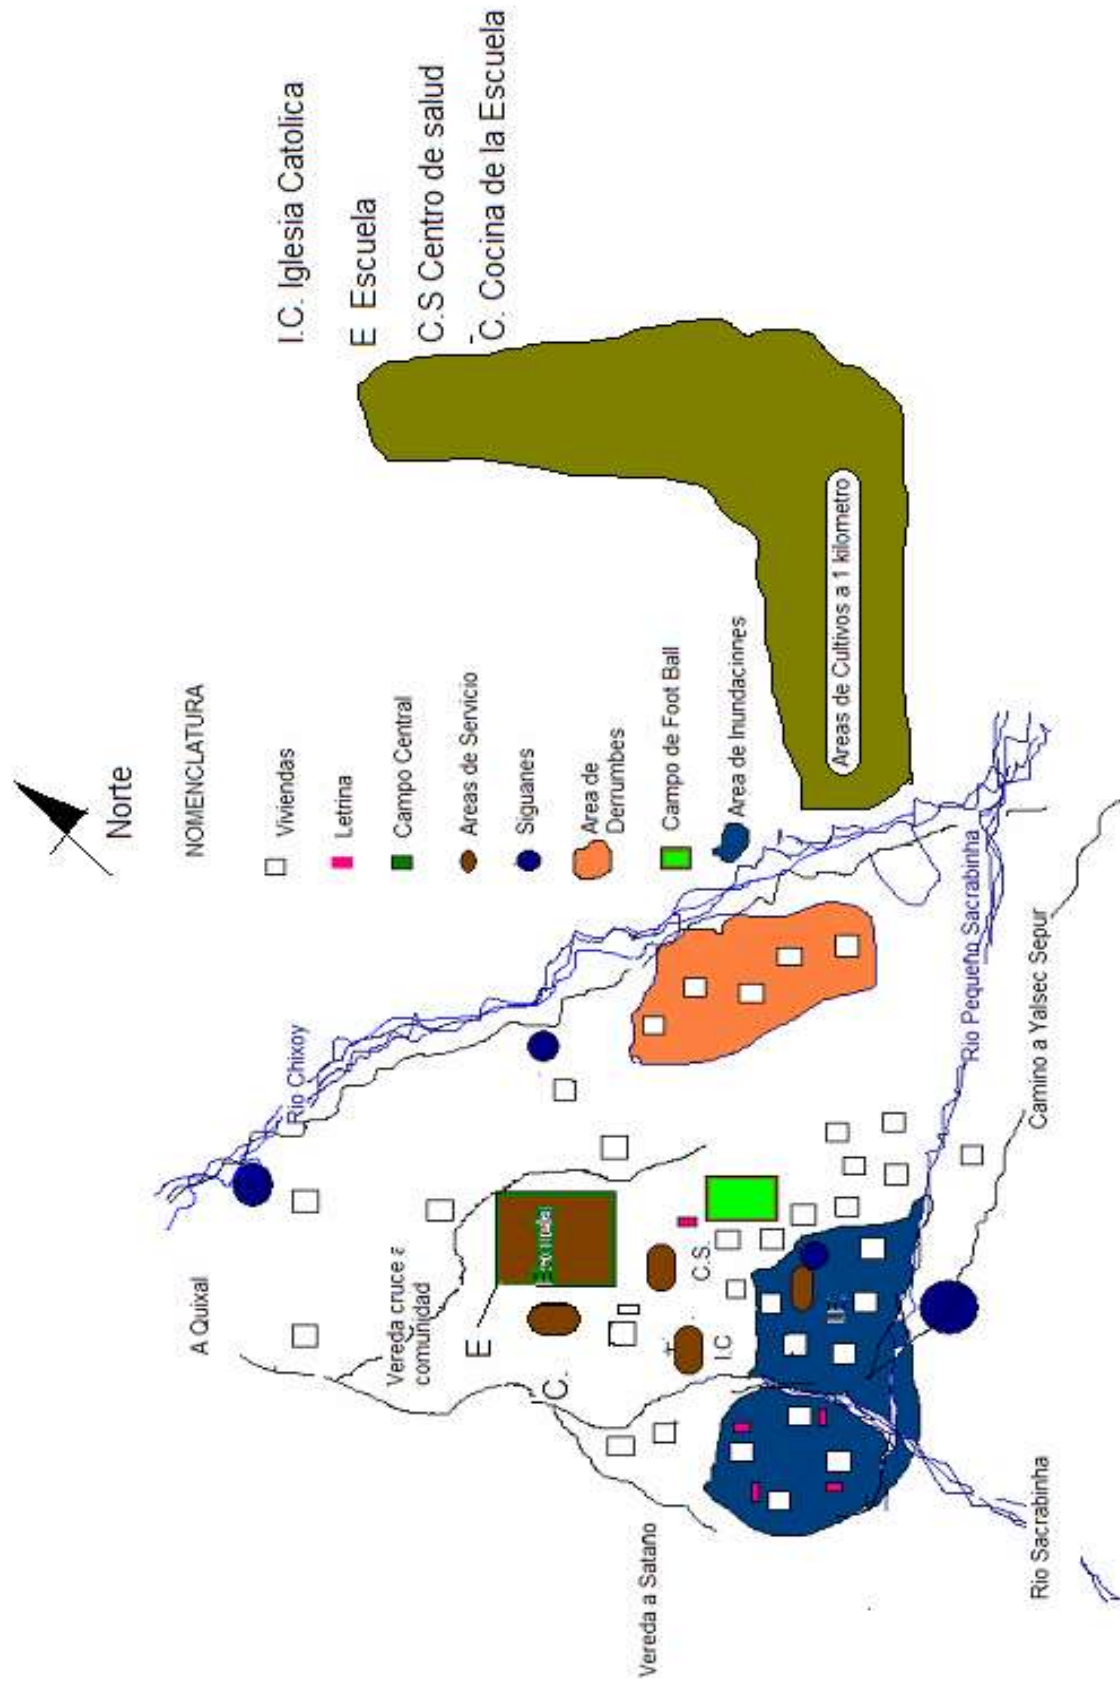 Norte
NOMENCLATURA
Viviendas
Letrina
Campo Central
Areas de Servicio
Siguanes
Area de
Derrumbes
Campo de Foot Ball
Area de Inundacinnes
I.C. Iglesia Catolica
E Escuela
C.S Centro de salud
C. Cocina de la Escuela
A Quixal
Rio Chixoy
Vereda cruce a
comunidad
E
Escuela
C.
C.S.
I.C
Vereda a Satano
Areas de Cultivos a 1 kilometro
Rio Pequeño Sacrabinha
Camino a Yalsec Sepur
Rio Sacrabinha